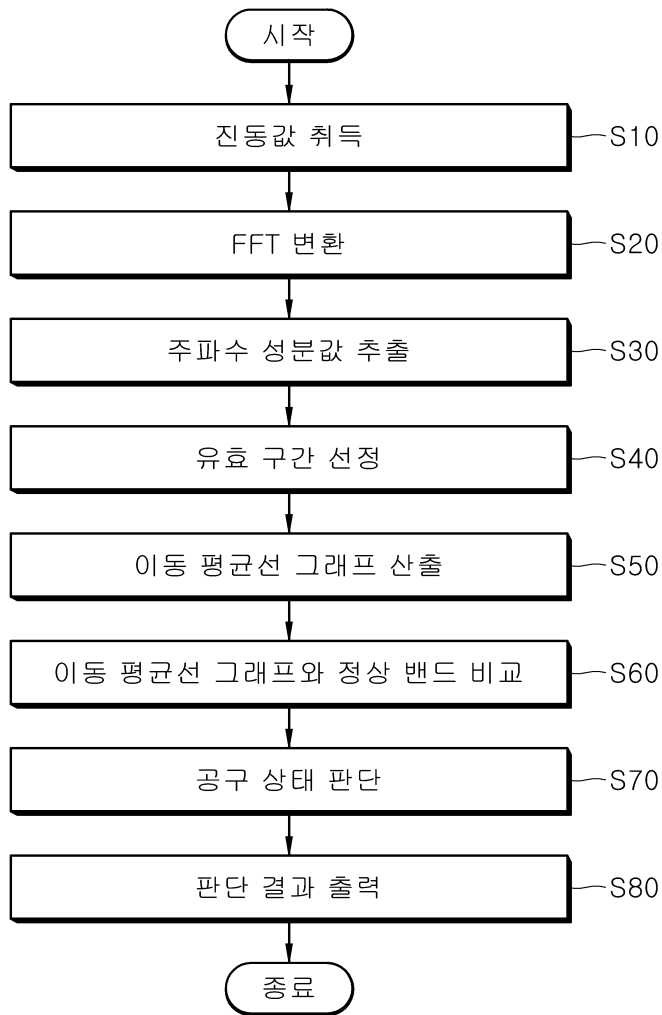 시작
진동값 취득
S10
FFT 변환
S20
주파수 성분값 추출
S30
유효 구간 선정
S40
이동 평균선 그래프 산출
S50
이동 평균선 그래프와 정상 밴드 비교
S60
공구 상태 판단
S70
판단 결과 출력
S80
종료